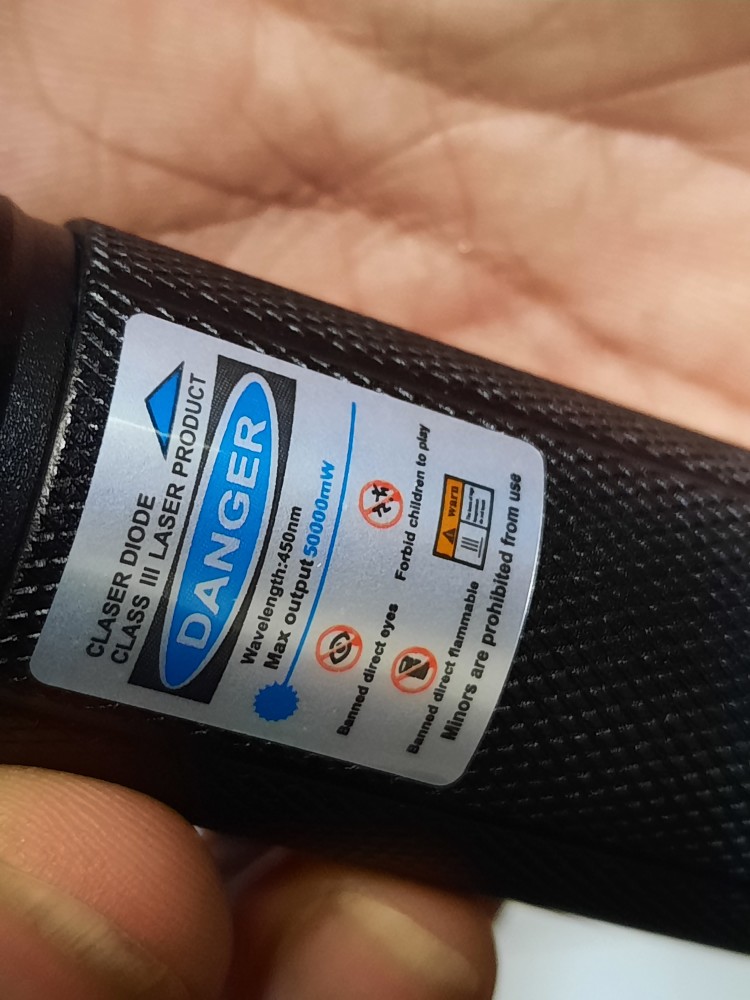 CLASER DIODE
CLASS III LASER PRODUCT
DANGER
Wavelength:450nm
Max output 50000mW
Banned direct eyes
Forbid children to play
Banned direct flammable
warn
Minors are prohibited from use